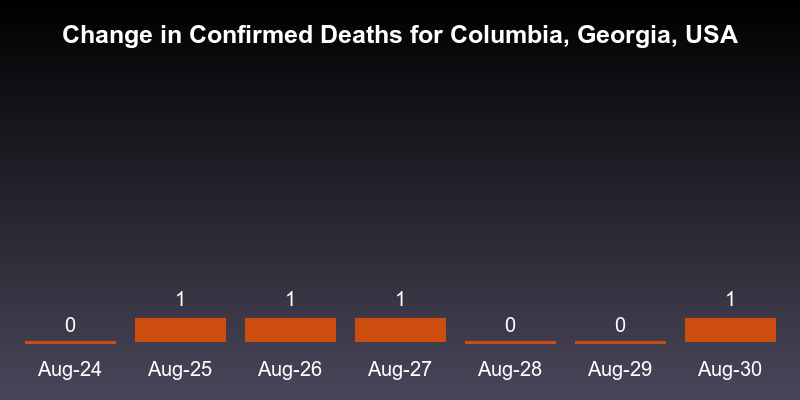 Change in Confirmed Deaths for Columbia, Georgia, USA
0 1 1 1 0 0 1
Aug-24 Aug-25 Aug-26 Aug-27 Aug-28 Aug-29 Aug-30